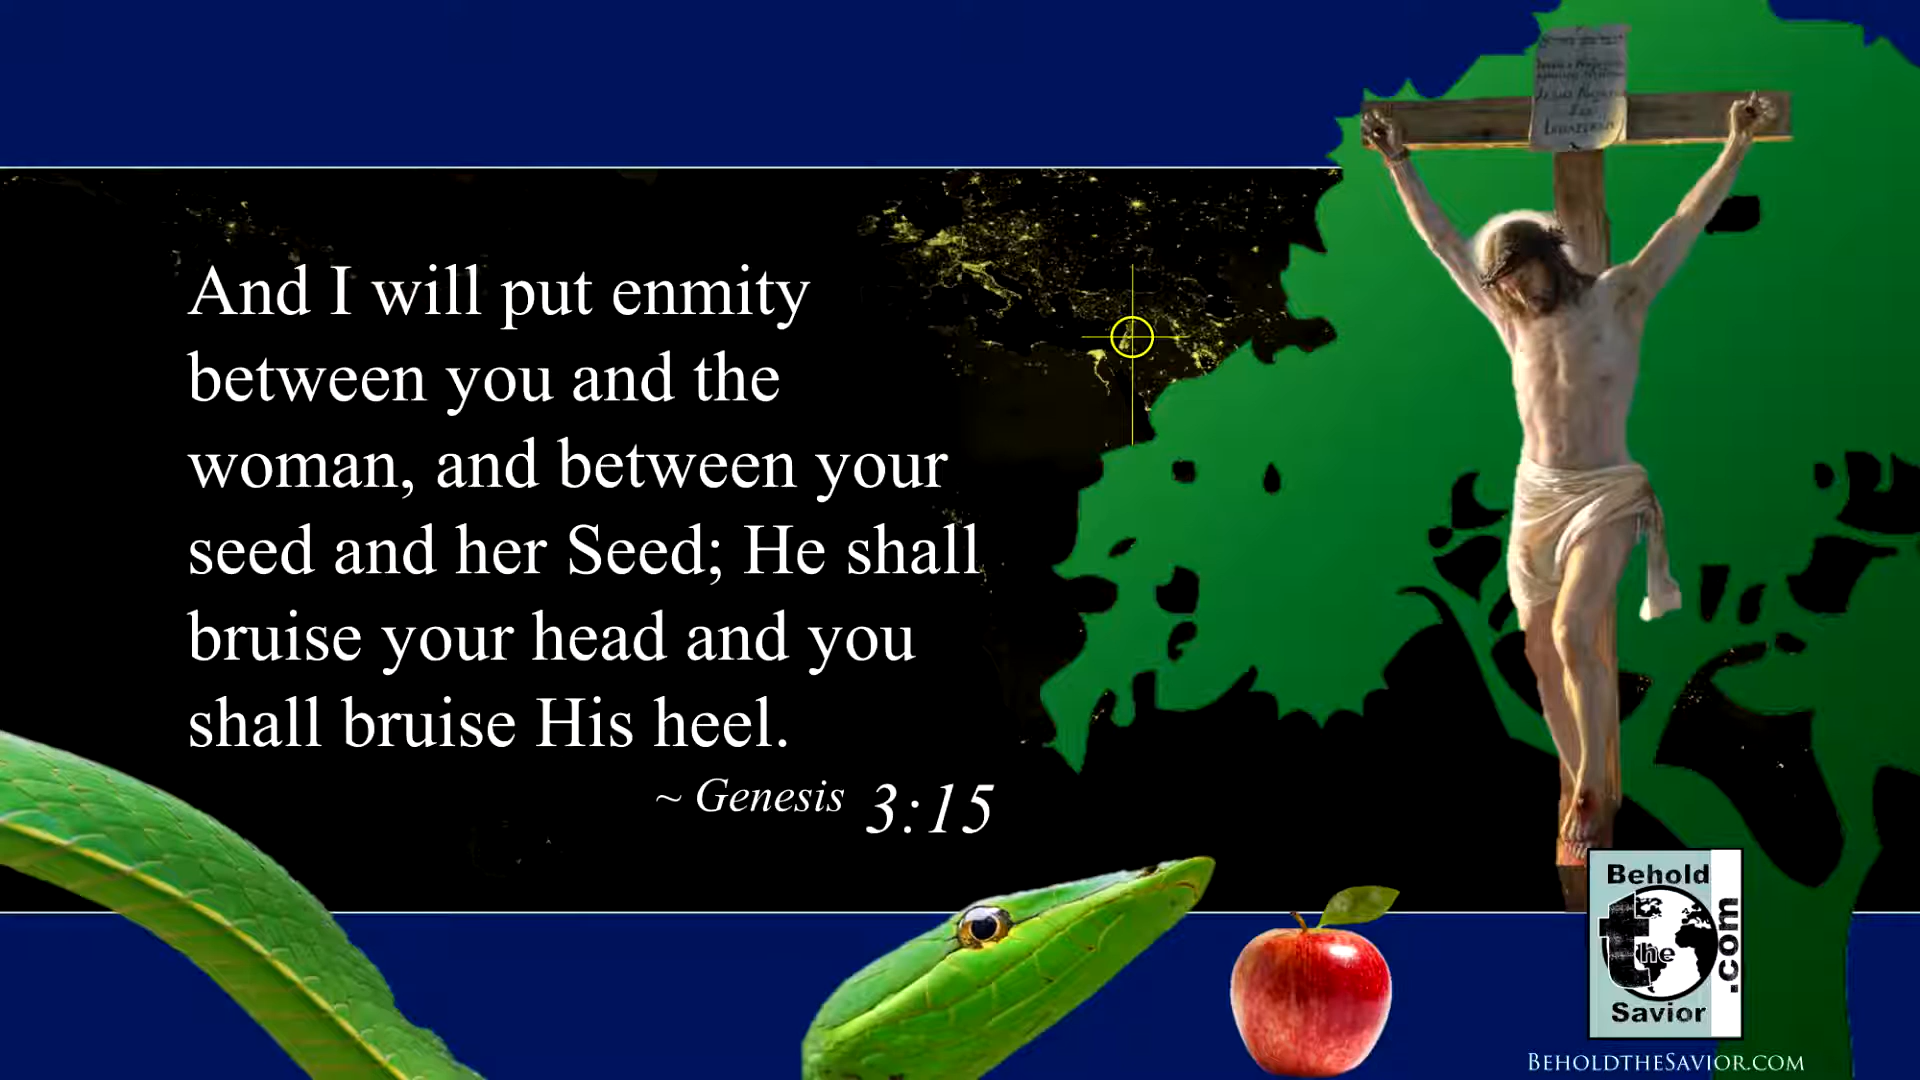 And I will put enmity
between you and the
woman, and between your
seed and her Seed; He shall
bruise your head and you
shall bruise His heel.
~ Genesis 3:15
Behold
the
Savior
.com
BEHOLDTHESAVIOR.COM